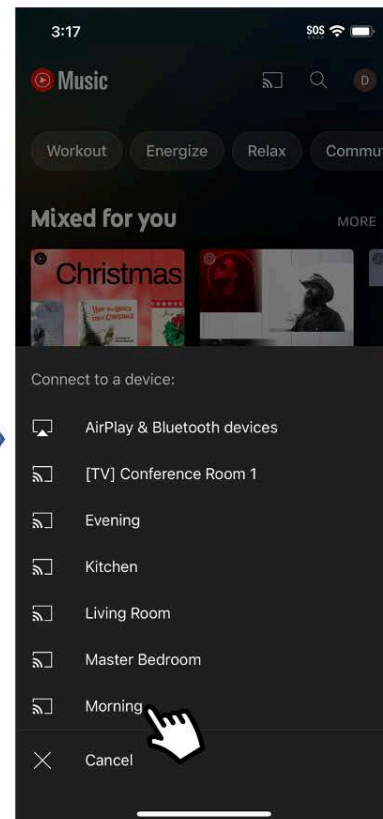 3:17 SOS
Music D
Workout Energize Relax Commu
Mixed for you MORE
Christmas
Connect to a device:
AirPlay & Bluetooth devices
[TV] Conference Room 1
Evening
Kitchen
Living Room
Master Bedroom
Morning
Cancel